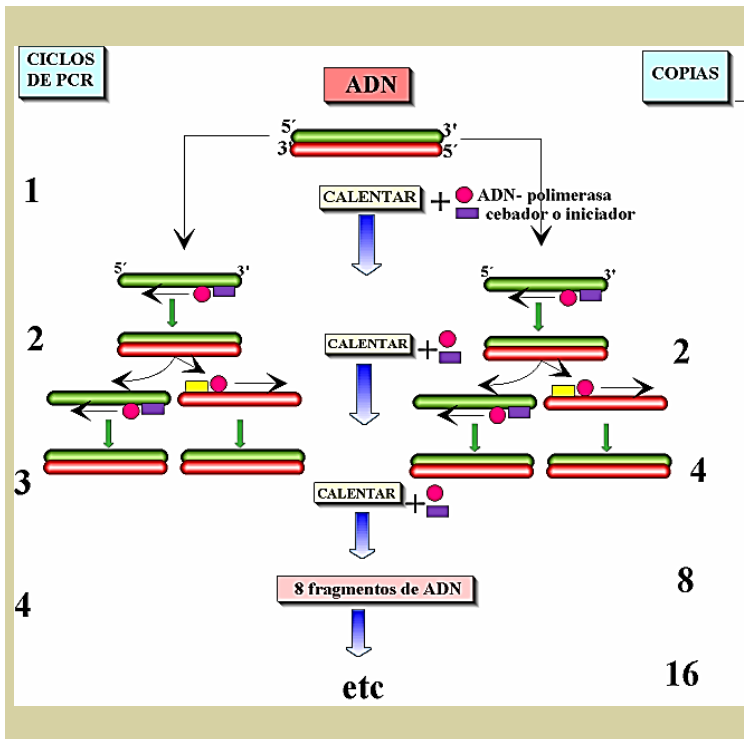 CICLOS
DE PCR
ADN
COPIAS
5´ 3'
3' 5´
1
CALENTAR + ADN- polimerasa
cebador o iniciador
5´ 3'
5´ 3'
2
CALENTAR +
2
3
CALENTAR +
4
8 fragmentos de ADN
4
8
etc
16